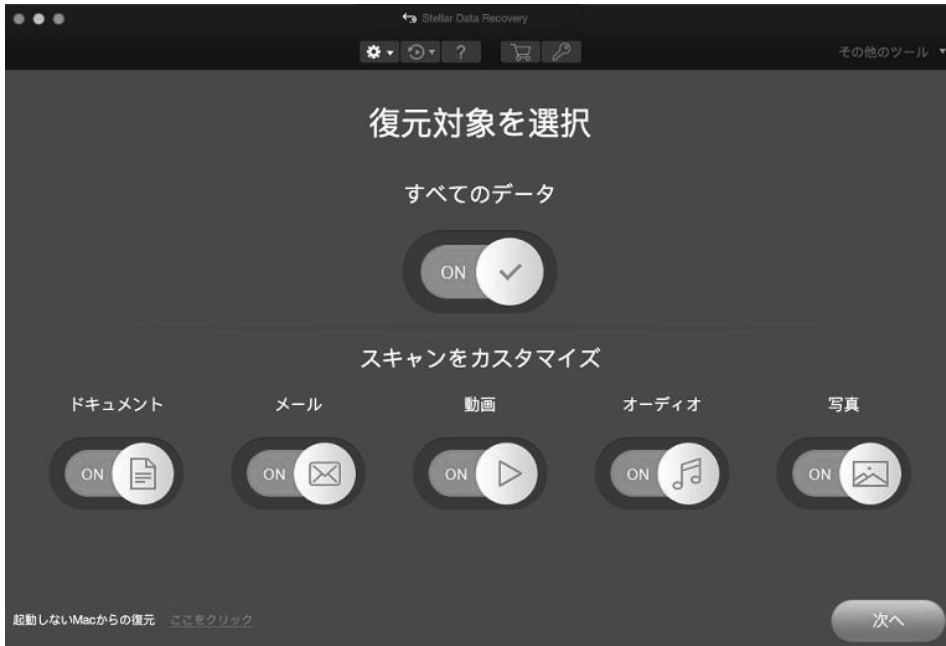 Stellar Data Recovery
? その他のツール
復元対象を選択
すべてのデータ
ON
スキャンをカスタマイズ
ドキュメント メール 動画 オーディオ 写真
ON ON ON ON ON
起動しないMacからの復元 ここをクリック 次へ